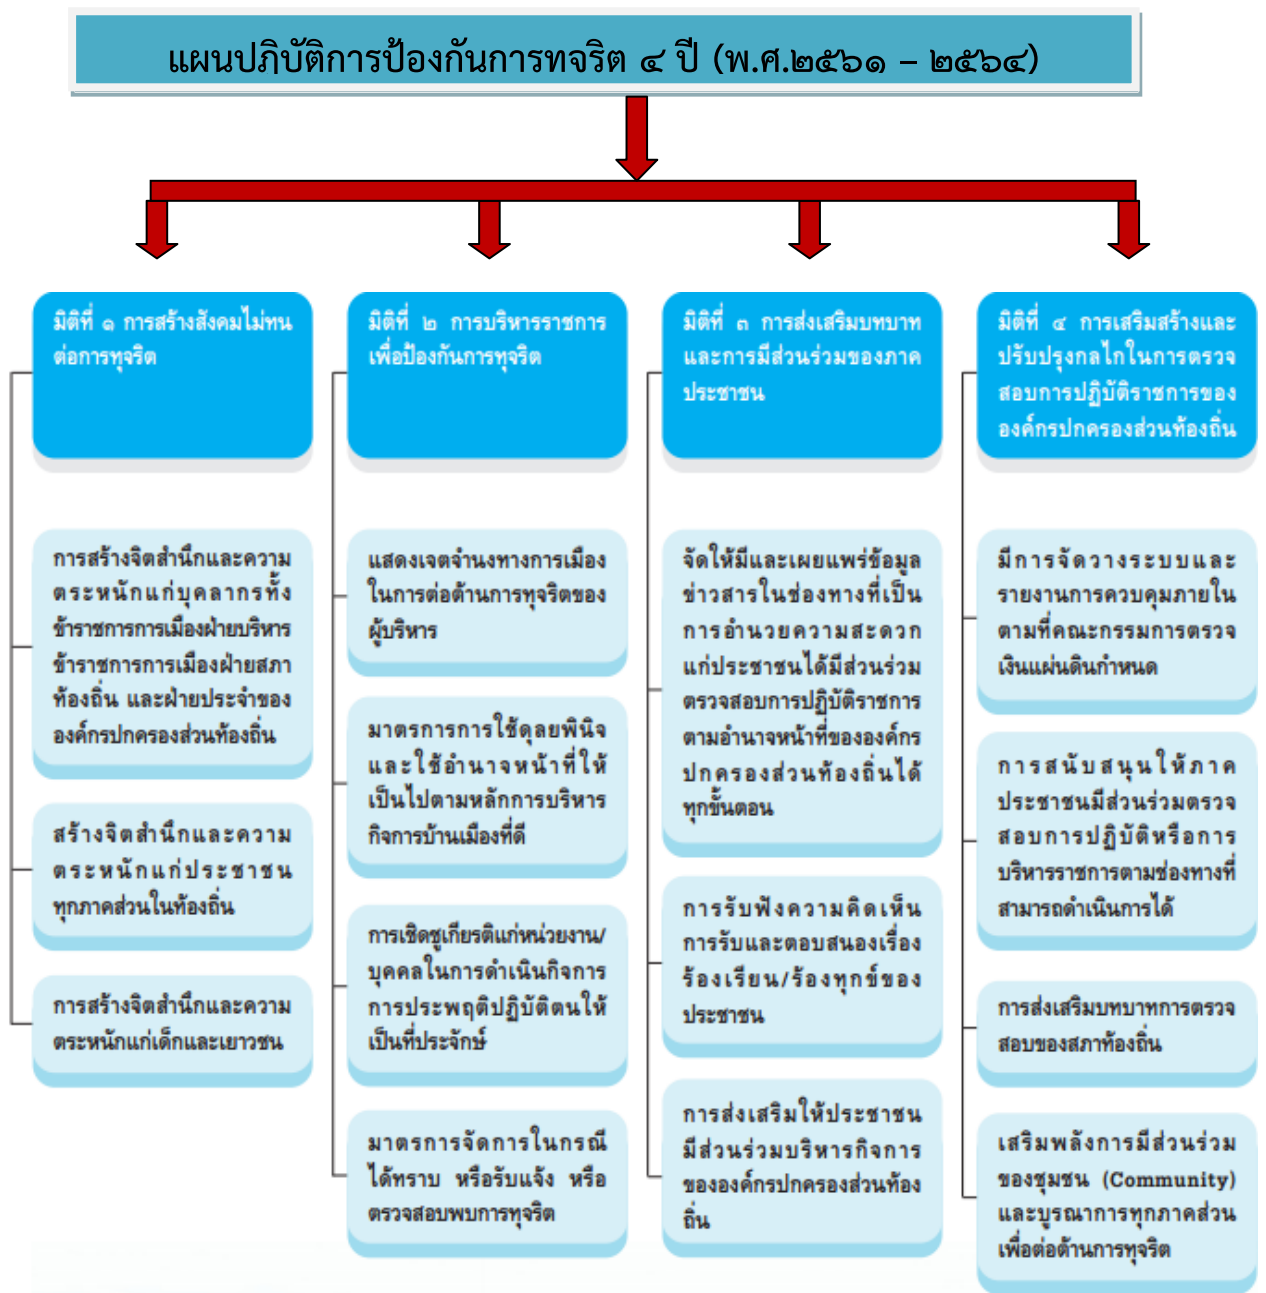 แผนปฏิบัติการป้องกันการทจริต ๔ ปี (พ.ศ.๒๕๖๑ – ๒๕๖๔)
มิติที่ ๑ การสร้างสังคมไม่ทน
ต่อการทุจริต
การสร้างจิตสำนึกและความ
ตระหนักแก่บุคลากรทั้ง
ข้าราชการการเมืองฝ่ายบริหาร
ข้าราชการการเมืองฝ่ายสภา
ท้องถิ่น และฝ่ายประจำของ
องค์กรปกครองส่วนท้องถิ่น
สร้างจิตสำนึกและความ
ตระหนักแก่ประชาชน
ทุกภาคส่วนในท้องถิ่น
การสร้างจิตสำนึกและความ
ตระหนักแก่เด็กและเยาวชน
มิติที่ ๒ การบริหารราชการ
เพื่อป้องกันการทุจริต
แสดงเจตจำนงทางการเมือง
ในการต่อต้านการทุจริตของ
ผู้บริหาร
มาตรการการใช้ดุลยพินิจ
และใช้อำนาจหน้าที่ให้
เป็นไปตามหลักการบริหาร
กิจการบ้านเมืองที่ดี
การเชิดชูเกียรติแก่หน่วยงาน/
บุคคลในการดำเนินกิจการ
การประพฤติปฏิบัติตนให้
เป็นที่ประจักษ์
มาตรการจัดการในกรณี
ได้ทราบ หรือรับแจ้ง หรือ
ตรวจสอบพบการทุจริต
มิติที่ ๓ การส่งเสริมบทบาท
และการมีส่วนร่วมของภาค
ประชาชน
จัดให้มีและเผยแพร่ข้อมูล
ข่าวสารในช่องทางที่เป็น
การอำนวยความสะดวก
แก่ประชาชนได้มีส่วนร่วม
ตรวจสอบการปฏิบัติราชการ
ตามอำนาจหน้าที่ขององค์กร
ปกครองส่วนท้องถิ่นได้
ทุกขั้นตอน
การรับฟังความคิดเห็น
การรับและตอบสนองเรื่อง
ร้องเรียน/ร้องทุกข์ของ
ประชาชน
การส่งเสริมให้ประชาชน
มีส่วนร่วมบริหารกิจการ
ขององค์กรปกครองส่วนท้อง
ถิ่น
มิติที่ ๔ การเสริมสร้างและ
ปรับปรุงกลไกในการตรวจ
สอบการปฏิบัติราชการของ
องค์กรปกครองส่วนท้องถิ่น
มีการจัดวางระบบและ
รายงานการควบคุมภายใน
ตามที่คณะกรรมการตรวจ
เงินแผ่นดินกำหนด
การสนับสนุนให้ภาค
ประชาชนมีส่วนร่วมตรวจ
สอบการปฏิบัติหรือการ
บริหารราชการตามช่องทางที่
สามารถดำเนินการได้
การส่งเสริมบทบาทการตรวจ
สอบของสภาท้องถิ่น
เสริมพลังการมีส่วนร่วม
ของชุมชน (Community)
และบูรณาการทุกภาคส่วน
เพื่อต่อต้านการทุจริต